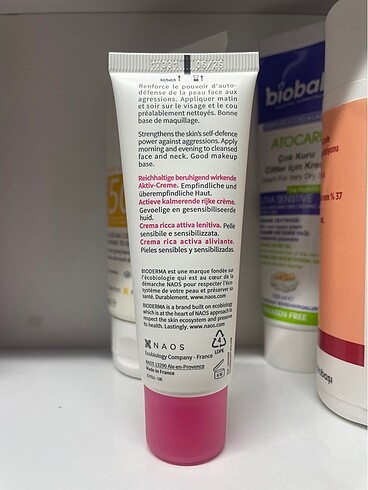 Renforce le pouvoir d'auto-
défense de la peau face aux
agressions. Appliquer matin
et soir sur le visage et le cou
préalablement nettoyés. Bonne
base de maquillage.
Strengthens the skin's self-defence
power against aggressions. Apply
morning and evening to cleansed
face and neck. Good makeup
base.
Reichhaltige beruhigend wirkende
Aktiv-Creme. Empfindliche und
überempfindliche Haut.
Actieve kalmerende rijke crème.
Gevoelige en gesensibiliseerde
huid.
Crema ricca attiva lenitiva. Pelle
sensibile e sensibilizzata.
Crema rica activa aliviante.
Pieles sensibles y sensibilizadas.
BIODERMA est une marque fondée sur
l'écobiologie qui est au cœur de la
démarche NAOS pour respecter l'éco-
système de votre peau et préserver sa
santé. Durablement. www.naos.com
BIODERMA is a brand built on ecobiology
which is at the heart of NAOS approach to
respect the skin ecosystem and preserve
its health. Lastingly. www.naos.com
NAOS
Ecobiology Company - France
NAOS 13290 Aix-en-Provence
Made in France
4
LDPE
biobal
ATOCARE
Çok Kuru
Ciltler İçin Krem
SENSITIVE
PARABEN FREE
% 37